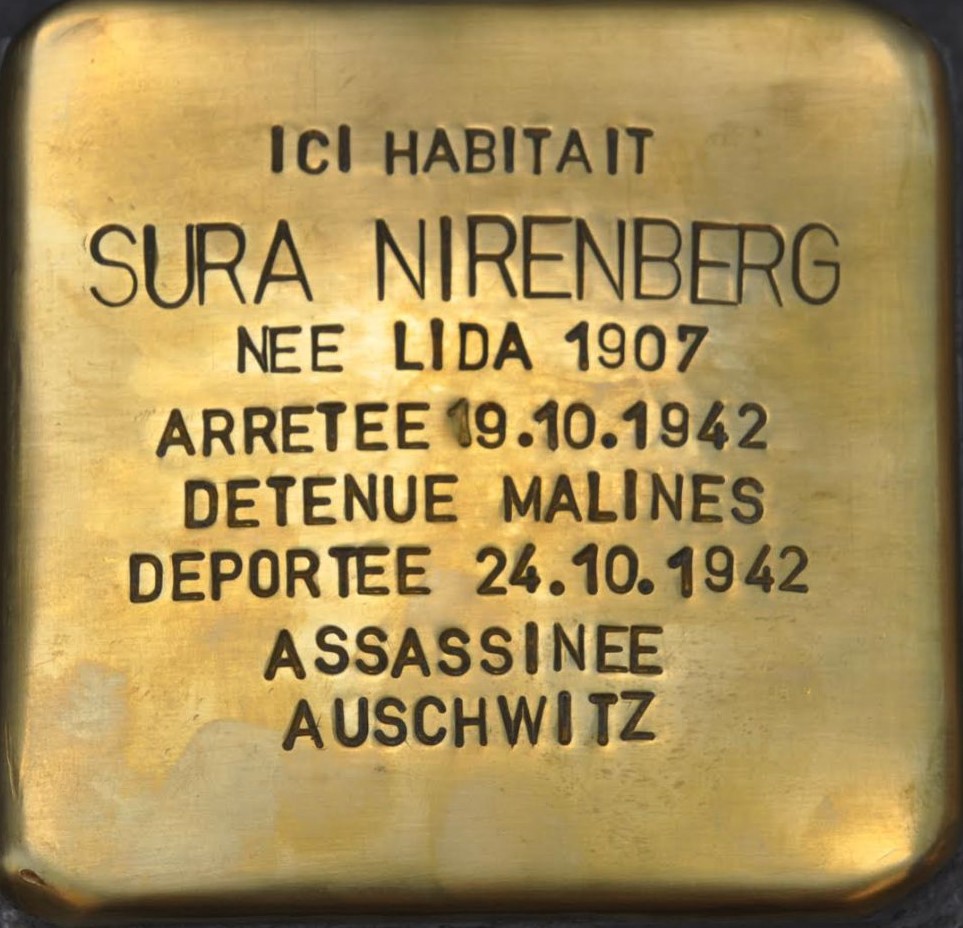 ICI HABITAIT
SURA NIRENBERG
NEE LIDA 1907
ARRETEE 19.10.1942
DETENUE MALINES
DEPORTEE 24.10.1942
ASSASSINEE
AUSCHWITZ